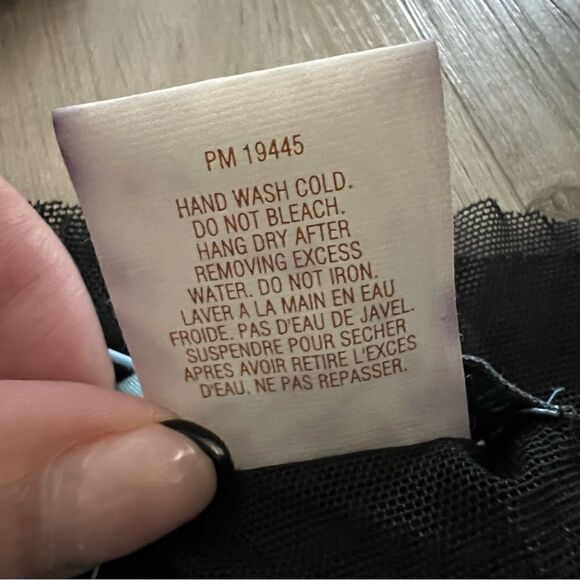 PM 19445
HAND WASH COLD.
DO NOT BLEACH.
HANG DRY AFTER
REMOVING EXCESS
WATER. DO NOT IRON.
LAVER A LA MAIN EN EAU
FROIDE. PAS D'EAU DE JAVEL.
SUSPENDRE POUR SECHER
APRES AVOIR RETIRE L'EXCES
D'EAU. NE PAS REPASSER.